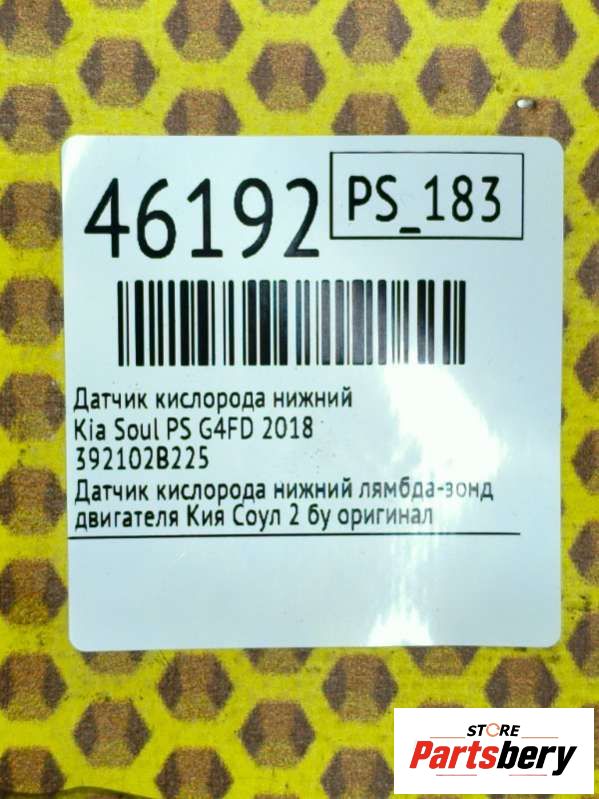 46192
PS_183
Датчик кислорода нижний
Kia Soul PS G4FD 2018
392102B225
Датчик кислорода нижний лямбда-зонд
двигателя Кия Соул 2 бу оригинал
STORE
Partsbery